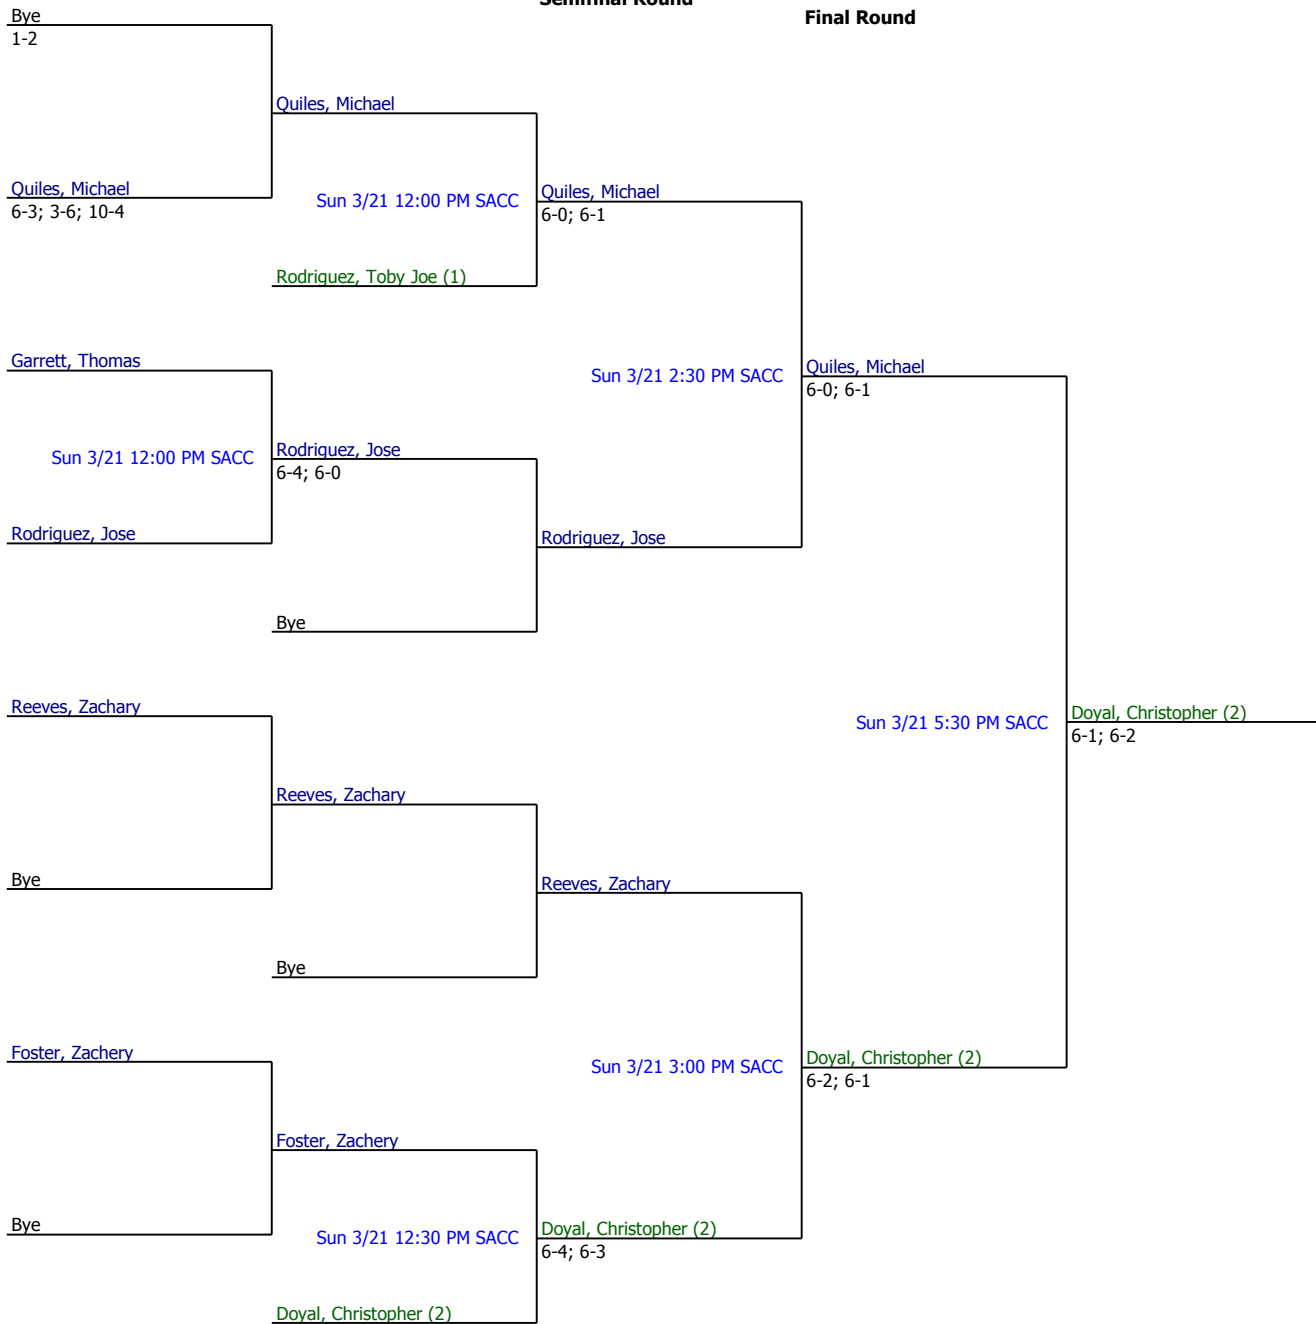 Semifinal Round
Final Round
Bye
1-2
Quiles, Michael
Quiles, Michael
6-3; 3-6; 10-4
Sun 3/21 12:00 PM SACC
Quiles, Michael
6-0; 6-1
Rodriguez, Toby Joe (1)
Garrett, Thomas
Sun 3/21 2:30 PM SACC
Quiles, Michael
6-0; 6-1
Sun 3/21 12:00 PM SACC
Rodriguez, Jose
6-4; 6-0
Rodriguez, Jose
Rodriguez, Jose
Bye
Reeves, Zachary
Sun 3/21 5:30 PM SACC
Doyal, Christopher (2)
6-1; 6-2
Reeves, Zachary
Bye
Reeves, Zachary
Bye
Foster, Zachery
Sun 3/21 3:00 PM SACC
Doyal, Christopher (2)
6-2; 6-1
Foster, Zachery
Bye
Sun 3/21 12:30 PM SACC
Doyal, Christopher (2)
6-4; 6-3
Doyal, Christopher (2)